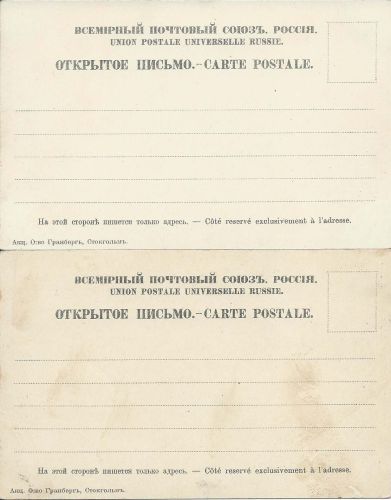 ВСЕМІРНЫЙ ПОЧТОВЫЙ СОЮЗЪ. РОССІЯ.
UNION POSTALE UNIVERSELLE RUSSIE.
ОТКРЫТОЕ ПИСЬМО.–CARTE POSTALE.
На этой сторонѣ пишется только адресъ. — Côté reservé exclusivement à l'adresse.
Акц. О-во Гранбергъ, Стокгольмъ.
ВСЕМІРНЫЙ ПОЧТОВЫЙ СОЮЗЪ. РОССІЯ.
UNION POSTALE UNIVERSELLE RUSSIE.
ОТКРЫТОЕ ПИСЬМО.–CARTE POSTALE.
На этой сторонѣ пишется только адресъ. — Côté reservé exclusivement à l'adresse.
Акц. О-во Гранбергъ, Стокгольмъ.